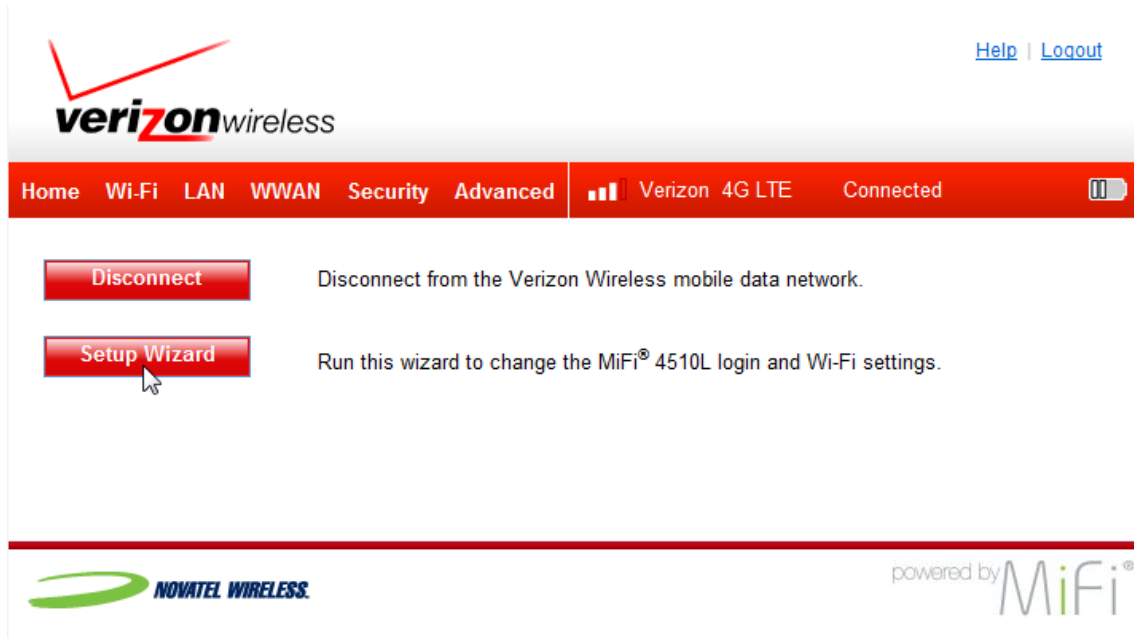 Help | Logout
verizonwireless
Home Wi-Fi LAN WWAN Security Advanced Verizon 4G LTE Connected
Disconnect Disconnect from the Verizon Wireless mobile data network.
Setup Wizard Run this wizard to change the MiFi® 4510L login and Wi-Fi settings.
NOVATEL WIRELESS. powered by MiFi®